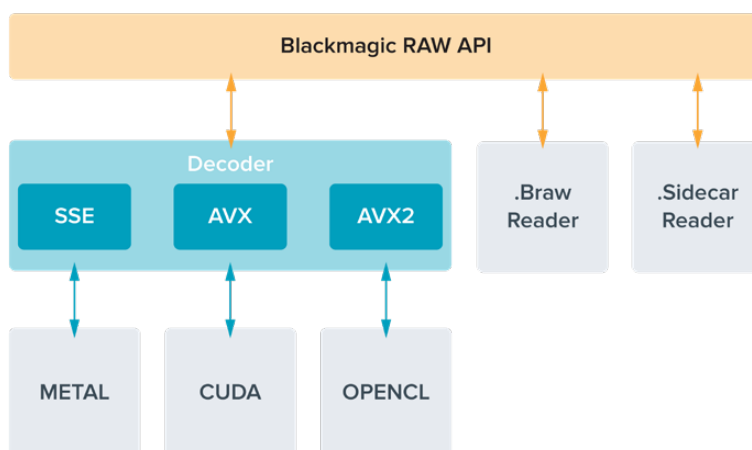 Blackmagic RAW API
Decoder
SSE
AVX
AVX2
.Braw
Reader
.Sidecar
Reader
METAL
CUDA
OPENCL